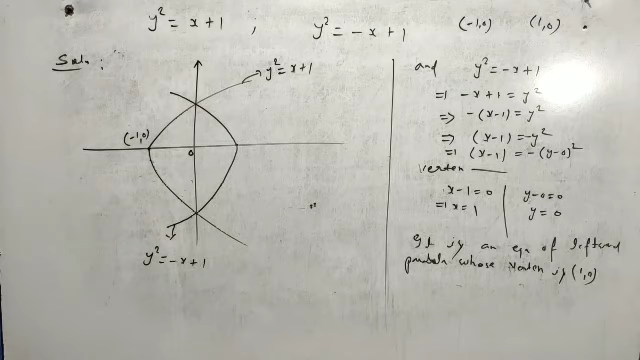 y² = x+1 ; y² = -x+1 (-1,0) (1,0)
Soln :
y² = x+1
(-1,0)
0
y² = -x+1
and y² = -x+1
=) -x+1 = y²
=> -(x-1) = y²
=> (x-1) = -y²
=) (x-1) = -(y-0)²
vertex
x-1=0
=) x=1
y-0=0
y=0
It is an eqn of leftward
parabola whose vertex is (1,0)